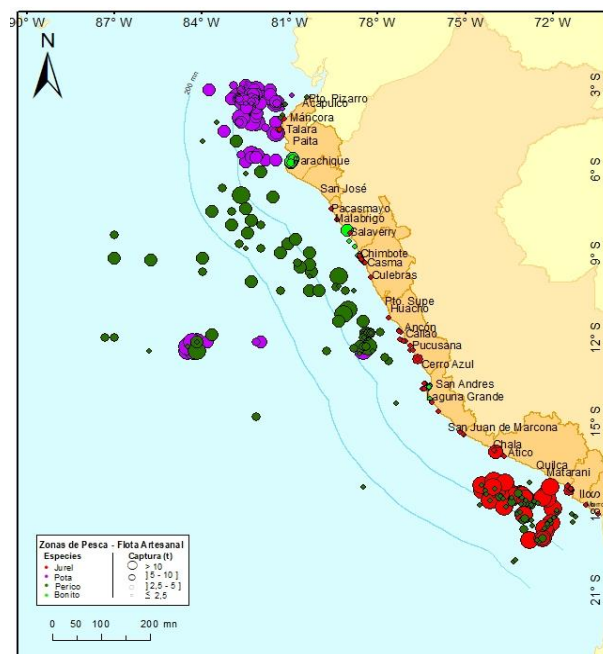 90°W 87°W 84°W 81°W 78°W 75°W 72°W
N
200 mn
3°S
Pto. Pizarro
Acapulco
Máncora
Talara
Paita
Parachique
6°S
San José
Pacasmayo
Malabrigo
Salaverry
9°S
Chimbote
Casma
Culebras
Pto. Supe
Huacho
Ancón
Callao
12°S
Pucusana
Cerro Azul
San Andres
Laguna Grande
15°S
San Juan de Marcona
Chala
Atico
Quilca
Matarani
Ilo
18°S
21°S
Zonas de Pesca - Flota Artesanal
Especies Captura (t)
Jurel > 10
Pota ] 5 - 10 ]
Perico ] 2,5 - 5 ]
Bonito ≤ 2,5
0 50 100 200 mn